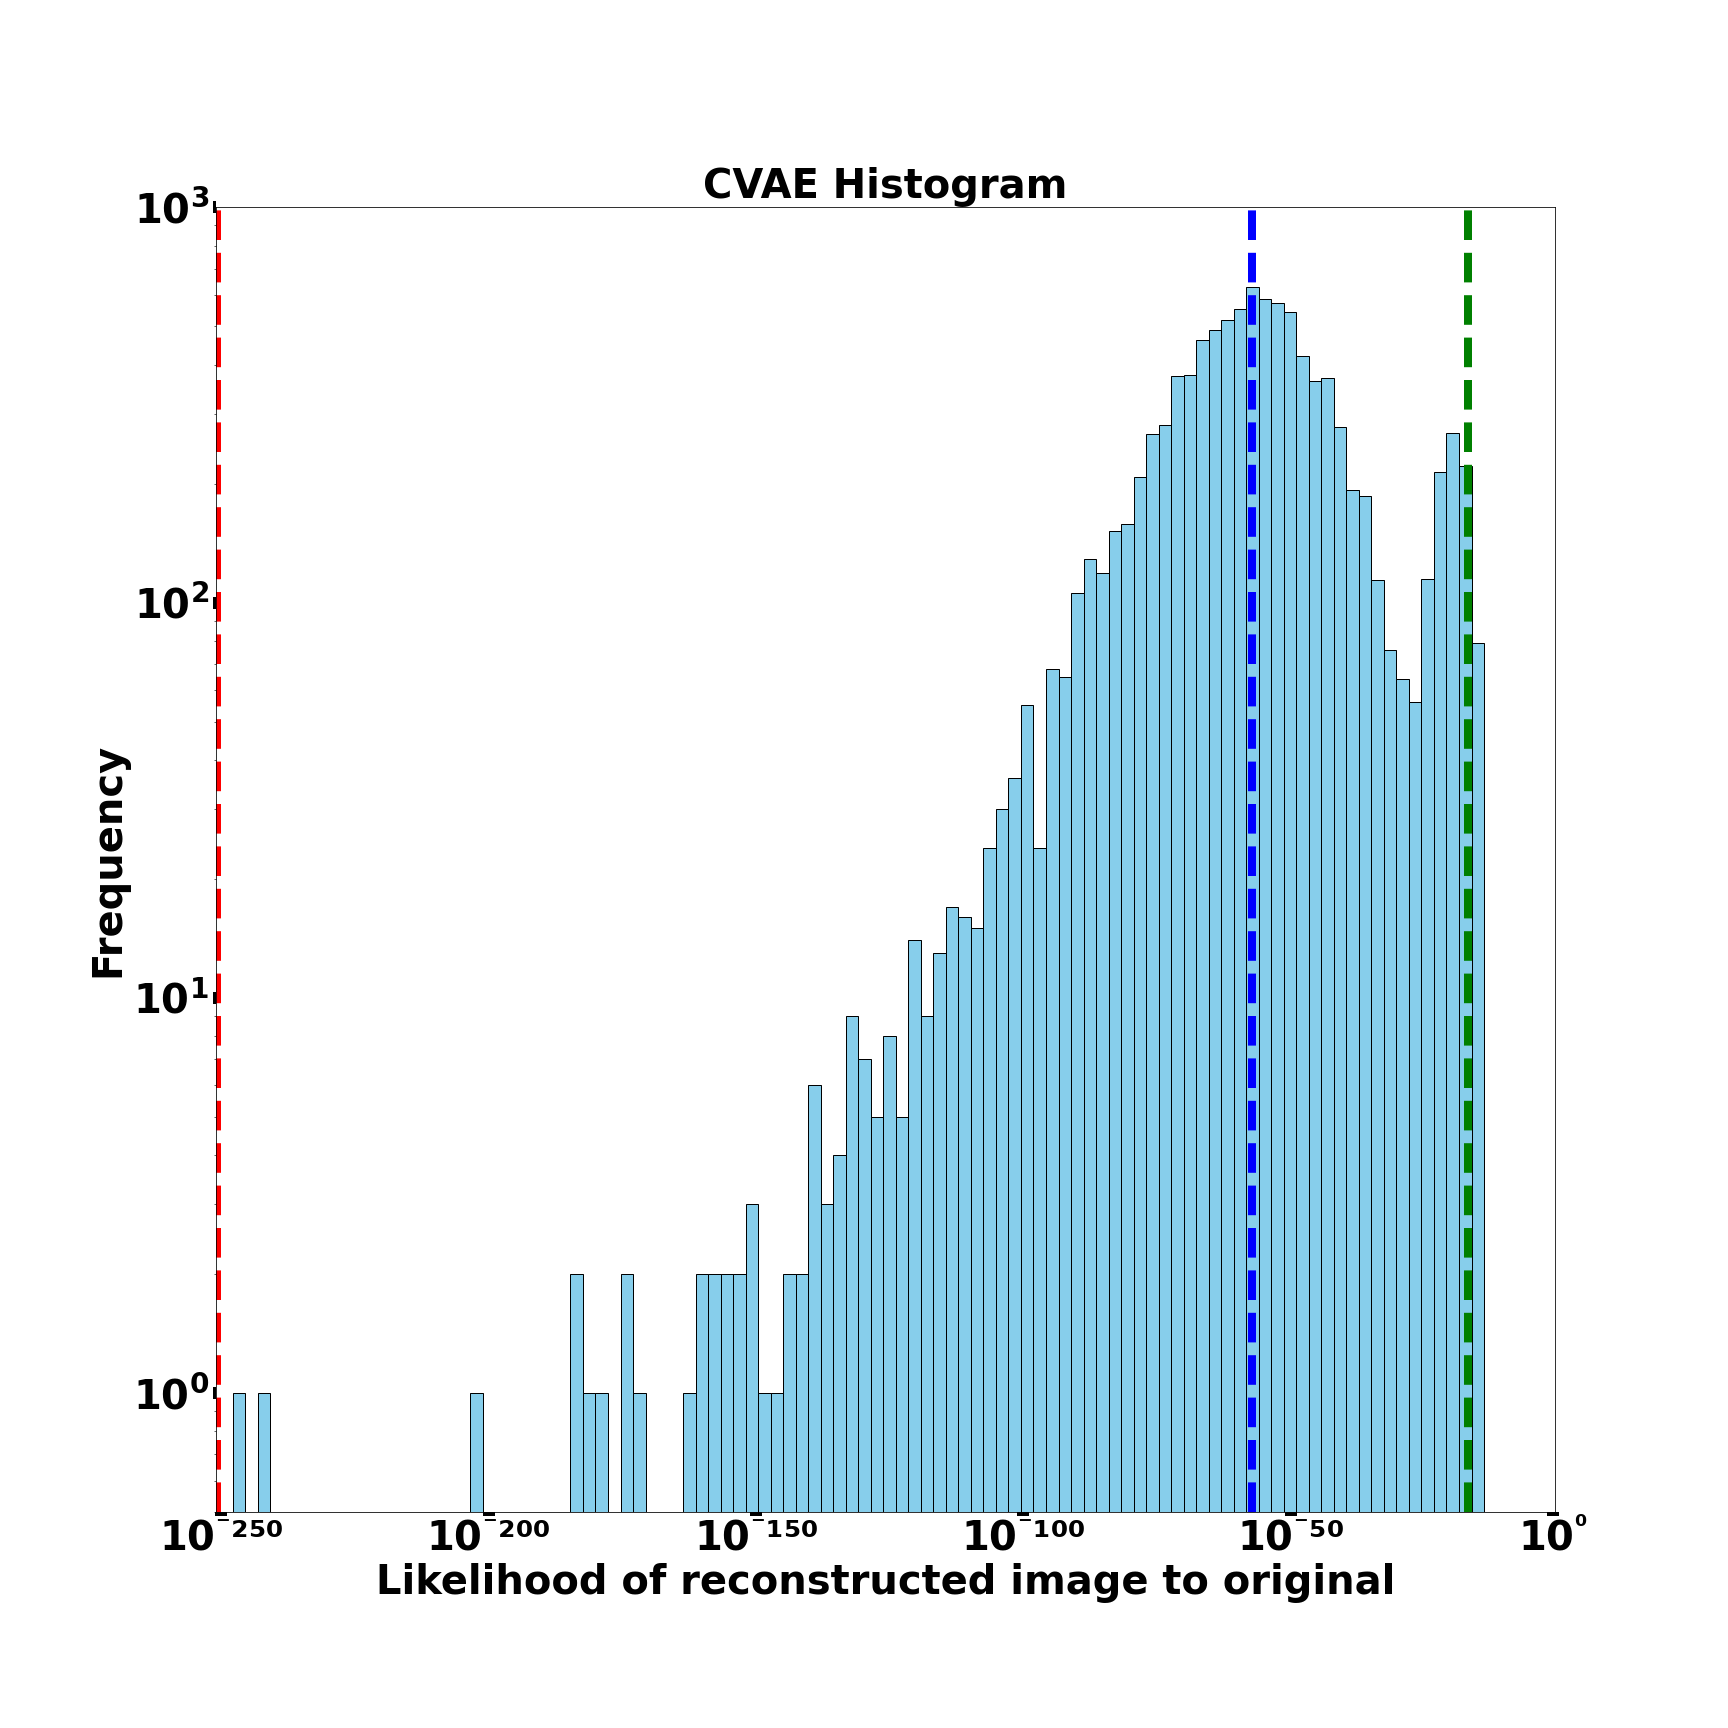 CVAE Histogram
10³
10²
10¹
10⁰
Frequency
10⁻²⁵⁰ 10⁻²⁰⁰ 10⁻¹⁵⁰ 10⁻¹⁰⁰ 10⁻⁵⁰ 10⁰
Likelihood of reconstructed image to original